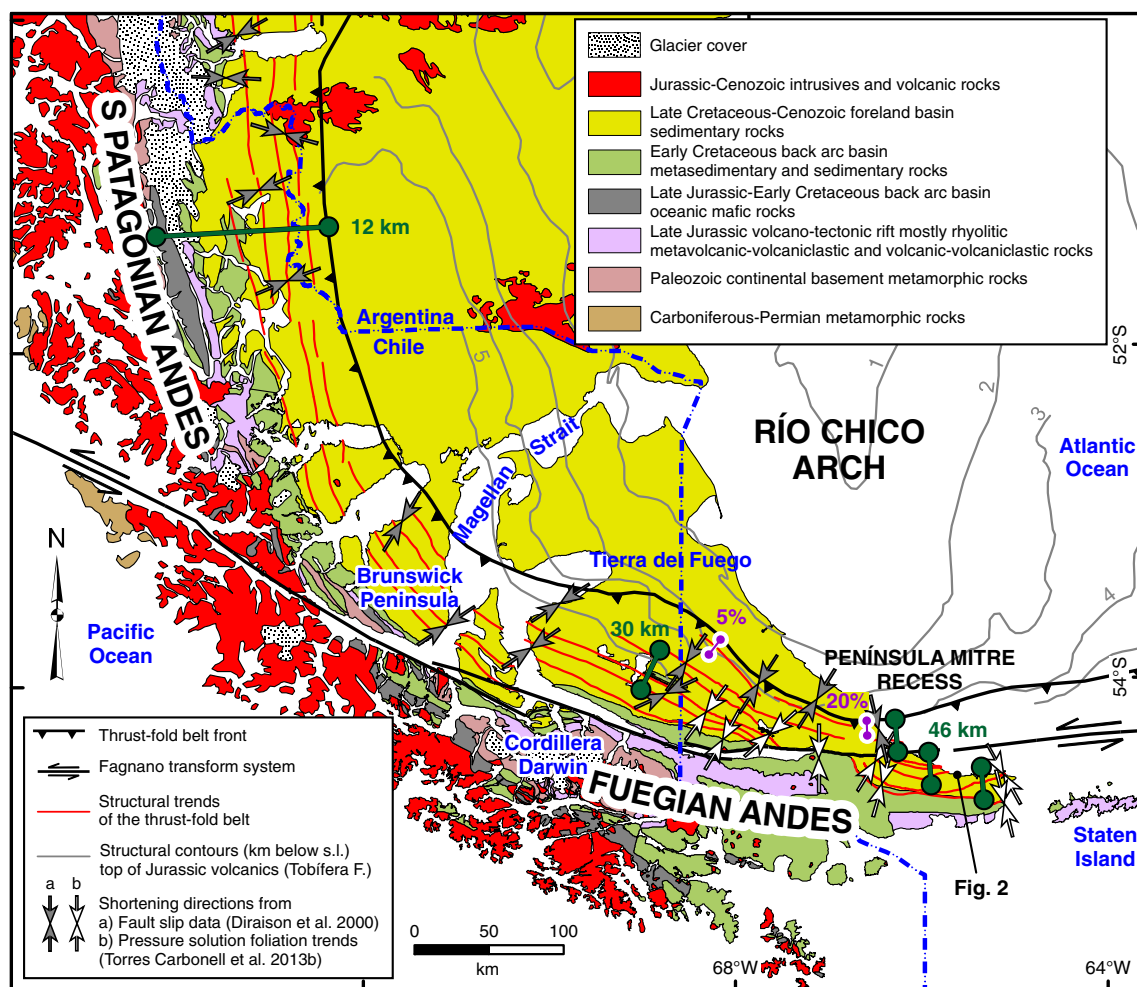 Glacier cover
Jurassic-Cenozoic intrusives and volcanic rocks
Late Cretaceous-Cenozoic foreland basin
sedimentary rocks
Early Cretaceous back arc basin
metasedimentary and sedimentary rocks
Late Jurassic-Early Cretaceous back arc basin
oceanic mafic rocks
Late Jurassic volcano-tectonic rift mostly rhyolitic
metavolcanic-volcaniclastic and volcanic-volcaniclastic rocks
Paleozoic continental basement metamorphic rocks
Carboniferous-Permian metamorphic rocks
S PATAGONIAN ANDES
12 km
Argentina
Chile
5
1
2
3
4
52°S
RÍO CHICO
ARCH
Atlantic
Ocean
Magellan Strait
Tierra del Fuego
N
Brunswick
Peninsula
Pacific
Ocean
30 km
5%
PENÍNSULA MITRE
RECESS
54°S
20%
46 km
Cordillera
Darwin
FUEGIAN ANDES
Staten
Island
Fig. 2
Thrust-fold belt front
Fagnano transform system
Structural trends
of the thrust-fold belt
Structural contours (km below s.l.)
top of Jurassic volcanics (Tobífera F.)
a b
Shortening directions from
a) Fault slip data (Diraison et al. 2000)
b) Pressure solution foliation trends
(Torres Carbonell et al. 2013b)
0 50 100
km
68°W
64°W